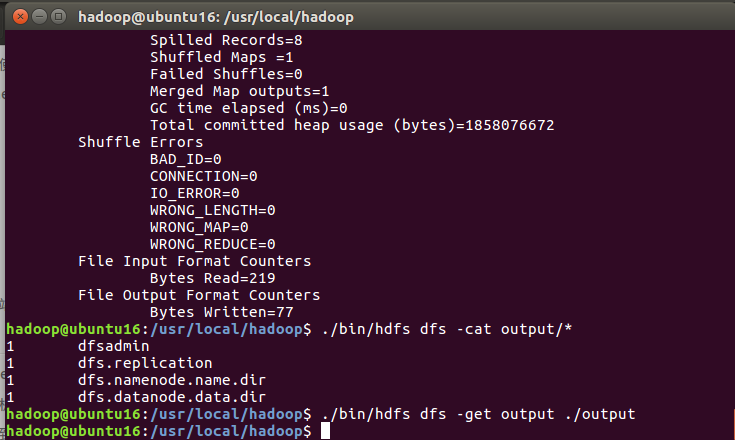 hadoop@ubuntu16: /usr/local/hadoop
Spilled Records=8
Shuffled Maps =1
Failed Shuffles=0
Merged Map outputs=1
GC time elapsed (ms)=0
Total committed heap usage (bytes)=1858076672
Shuffle Errors
BAD_ID=0
CONNECTION=0
IO_ERROR=0
WRONG_LENGTH=0
WRONG_MAP=0
WRONG_REDUCE=0
File Input Format Counters
Bytes Read=219
File Output Format Counters
Bytes Written=77
hadoop@ubuntu16:/usr/local/hadoop$ ./bin/hdfs dfs -cat output/*
1 dfsadmin
1 dfs.replication
1 dfs.namenode.name.dir
1 dfs.datanode.data.dir
hadoop@ubuntu16:/usr/local/hadoop$ ./bin/hdfs dfs -get output ./output
hadoop@ubuntu16:/usr/local/hadoop$